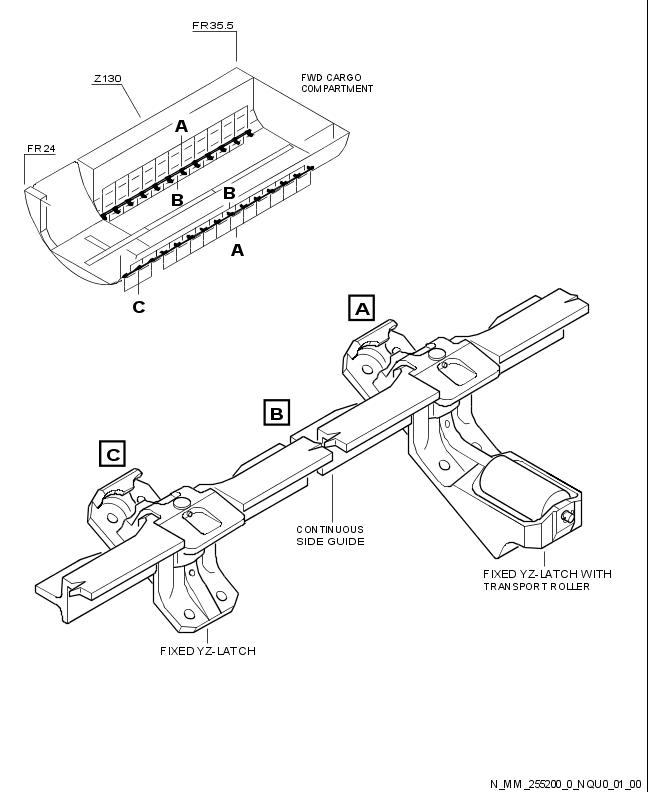 FR35.5
Z130
FWD CARGO
COMPARTMENT
A
FR24
B
B
A
C
A
B
C
CONTINUOUS
SIDE GUIDE
FIXED YZ-LATCH WITH
TRANSPORT ROLLER
FIXED YZ-LATCH
N_MM_255200_0_NQU0_01_00